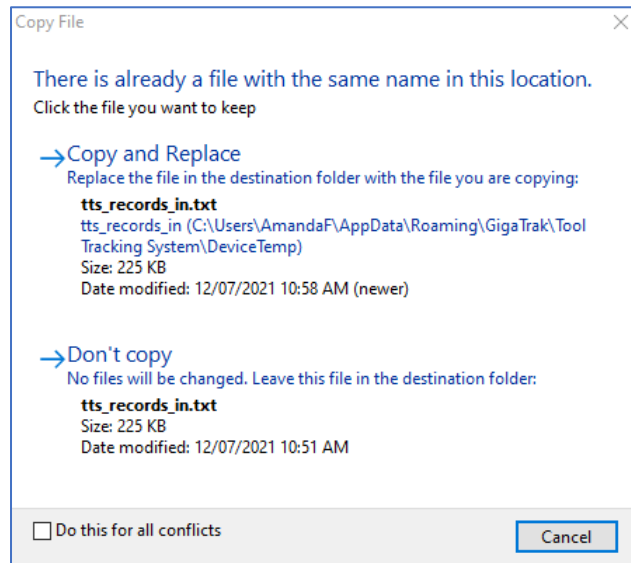 Copy File
There is already a file with the same name in this location.
Click the file you want to keep
Copy and Replace
Replace the file in the destination folder with the file you are copying:
tts_records_in.txt
tts_records_in (C:\Users\AmandaF\AppData\Roaming\GigaTrak\Tool
Tracking System\DeviceTemp)
Size: 225 KB
Date modified: 12/07/2021 10:58 AM (newer)
Don't copy
No files will be changed. Leave this file in the destination folder:
tts_records_in.txt
Size: 225 KB
Date modified: 12/07/2021 10:51 AM
Do this for all conflicts
Cancel